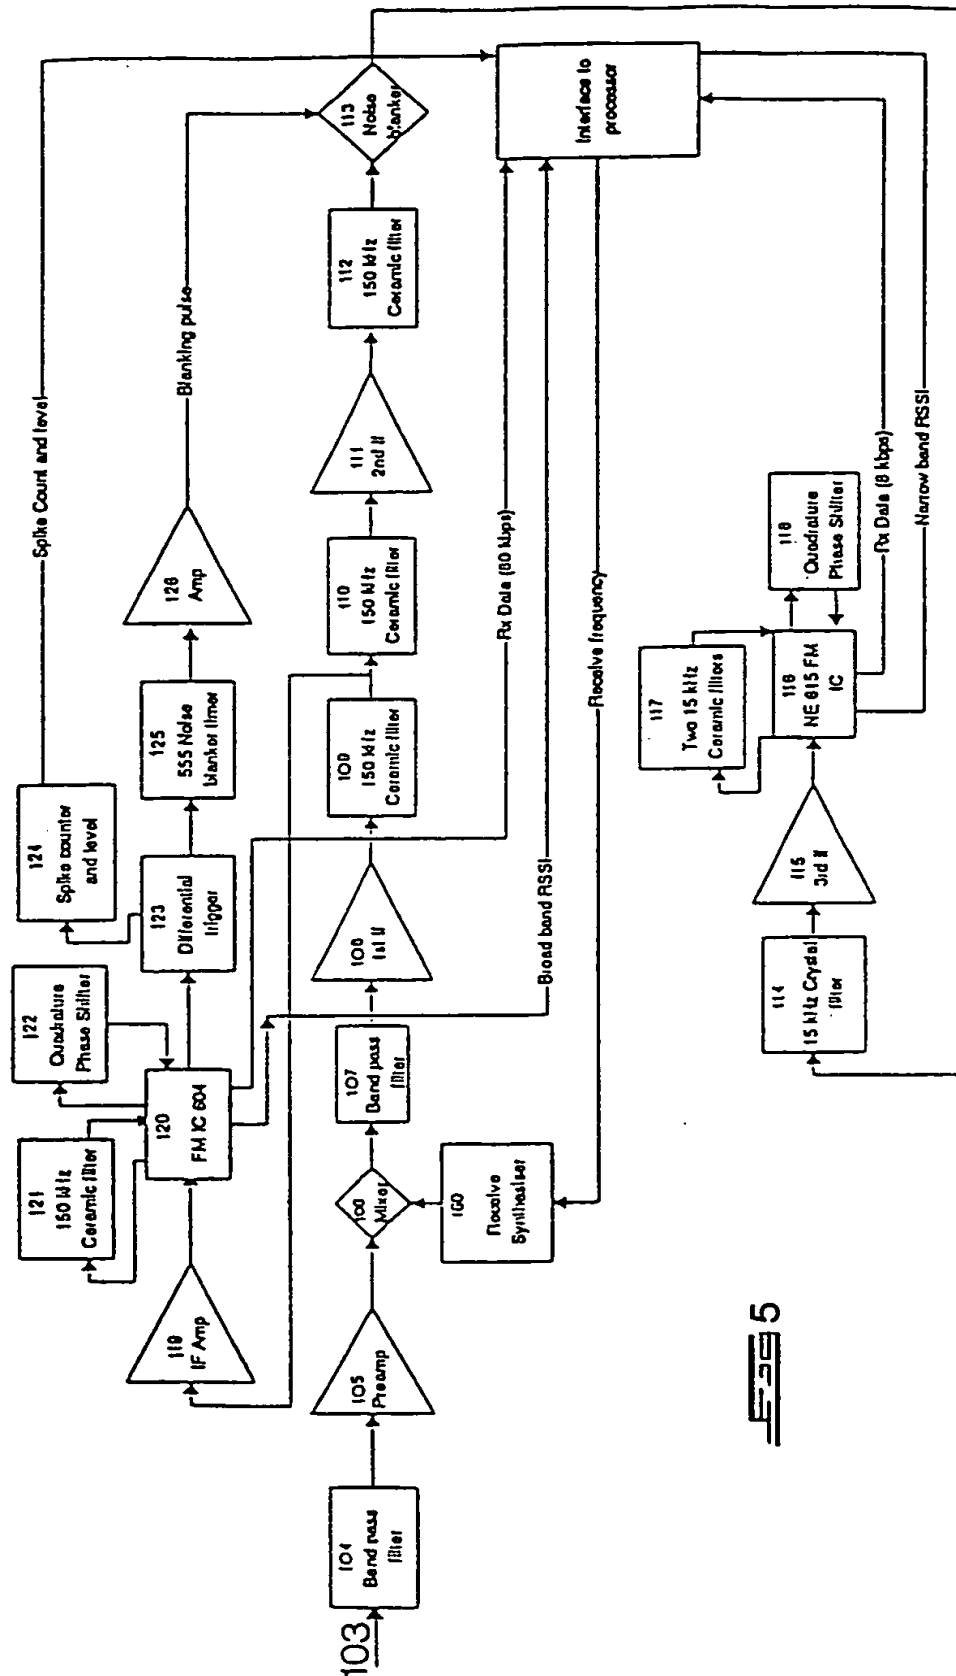 103
104
Band pass
filter
105
Preamp
Mixer
160
Receive
Synthesiser
107
Band pass
filter
108
1st If
109
150 kHz
Ceramic filter
110
150 kHz
Ceramic filter
111
2nd If
112
150 kHz
Ceramic filter
113
Noise
blanker
119
IF Amp
120
FM IC 604
121
150 kHz
Ceramic filter
122
Quadrature
Phase Shifter
123
Differential
trigger
124
Spike counter
and level
125
555 Noise
blanker timer
126
Amp
Spike Count and level
Blanking pulse
Rx Data (80 kbps)
Broad band RSSI
Receive frequency
Interface to
processor
114
15 kHz Crystal
filter
115
3rd If
116
NE 615 FM
IC
117
Two 15 kHz
Ceramic filters
118
Quadrature
Phase Shifter
Rx Data (8 kbps)
Narrow band RSSI
5